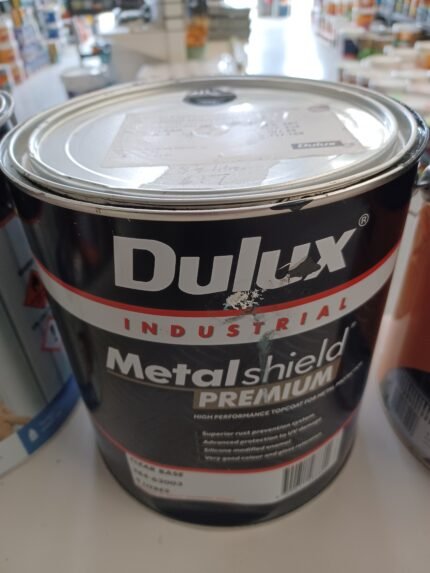 Dulux
Dulux®
INDUSTRIAL
Metalshield
PREMIUM
HIGH PERFORMANCE TOPCOAT FOR METAL
Superior rust prevention system
Advanced protection to UV damage
Silicone modified enamel
Very good colour and gloss retention
CLEAR BASE
LITRES